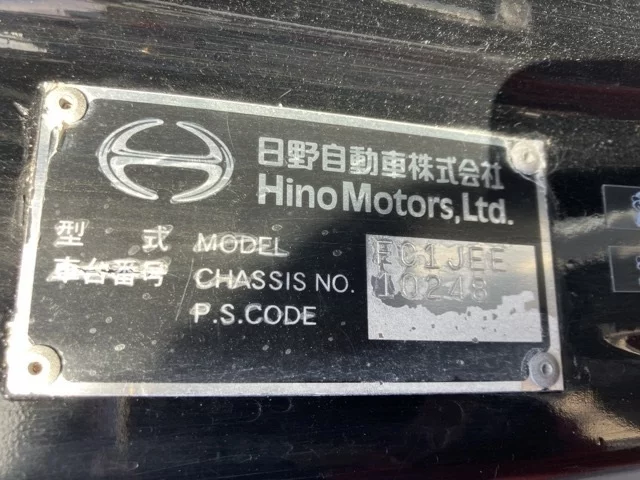 日野自動車株式会社
Hino Motors, Ltd.
型 式 MODEL FC1JEE
車台番号 CHASSIS NO. 10248
P.S.CODE